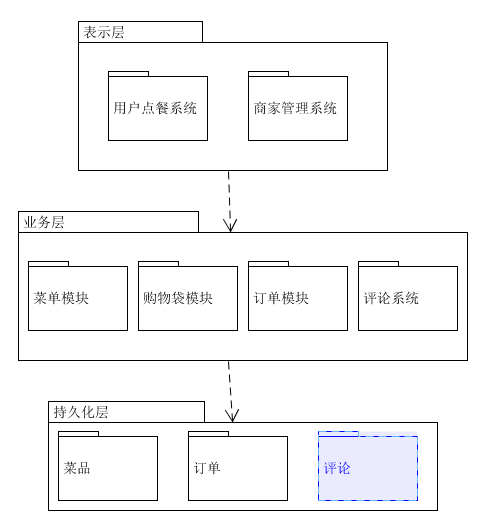 表示层
用户点餐系统
商家管理系统
业务层
菜单模块
购物袋模块
订单模块
评论系统
持久化层
菜品
订单
评论